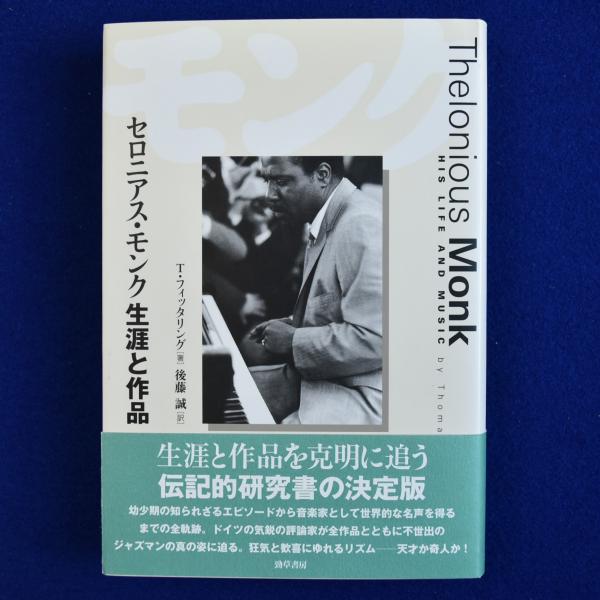 モンク
セロニアス・モンク 生涯と作品
T・フィッタリング[著] 後藤 誠[訳]
Thelonious Monk
HIS LIFE AND MUSIC by Thoma
生涯と作品を克明に追う
伝記的研究書の決定版
幼少期の知られざるエピソードから音楽家として世界的な名声を得る
までの全軌跡。ドイツの気鋭の評論家が全作品とともに不世出の
ジャズマンの真の姿に迫る。狂気と歓喜にゆれるリズム――天才か奇人か!
勁草書房